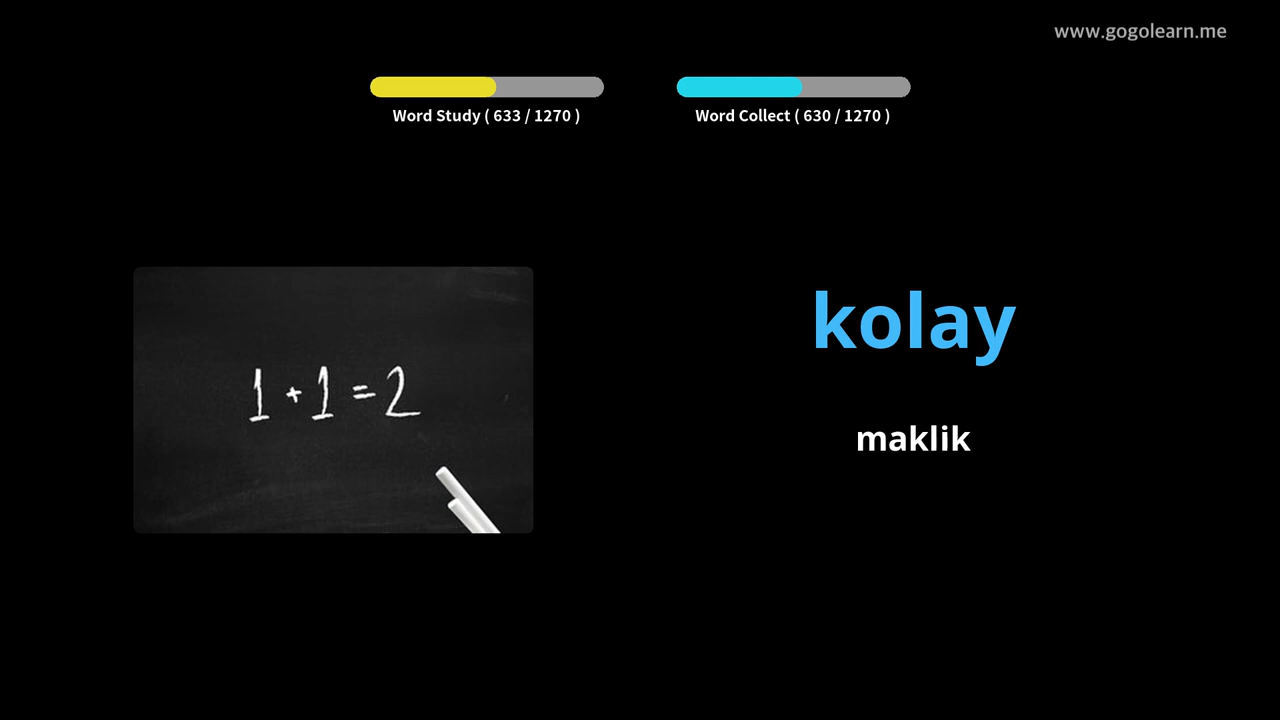 www.gogolearn.me
Word Study ( 633 / 1270 )
Word Collect ( 630 / 1270 )
1 + 1 = 2
kolay
maklik